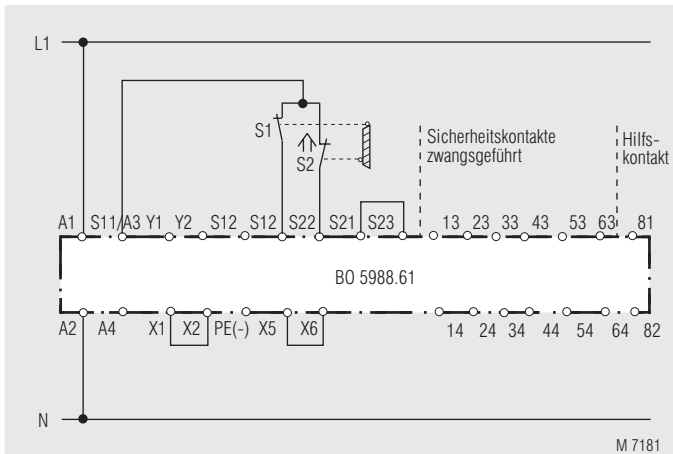 L1
S1
S2
Sicherheitskontakte
zwangsgeführt
Hilfs-
kontakt
A1 S11/A3 Y1 Y2 S12 S12 S22 S21 S23 13 23 33 43 53 63 81
BO 5988.61
A2 A4 X1 X2 PE(-) X5 X6 14 24 34 44 54 64 82
N
M 7181